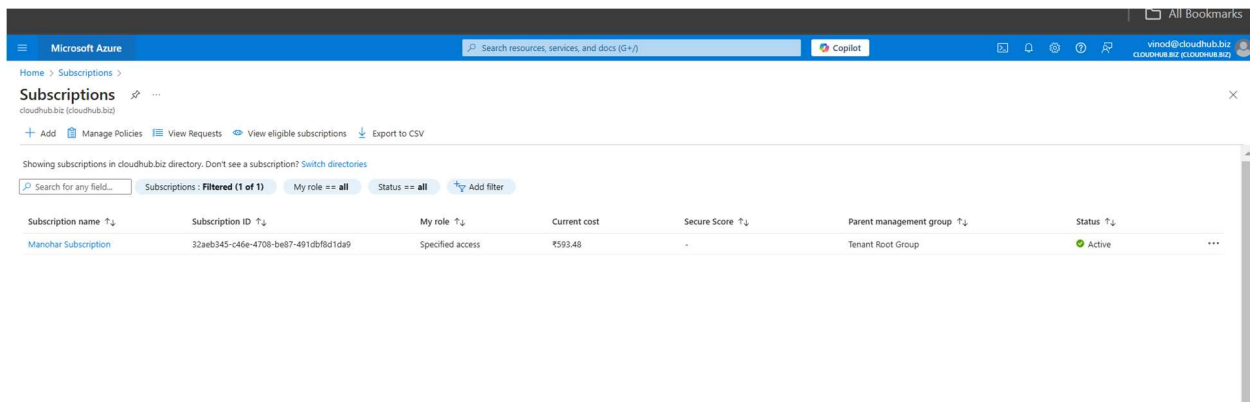 All Bookmarks
Microsoft Azure
Search resources, services, and docs (G+/)
Copilot
vinod@cloudhub.biz
CLOUDHUB.BIZ (CLOUDHUB.BIZ)
Home > Subscriptions >
Subscriptions
cloudhub.biz (cloudhub.biz)
+ Add Manage Policies View Requests View eligible subscriptions Export to CSV
Showing subscriptions in cloudhub.biz directory. Don't see a subscription? Switch directories
Search for any field... Subscriptions : Filtered (1 of 1) My role == all Status == all Add filter
Subscription name ↑↓ Subscription ID ↑↓ My role ↑↓ Current cost Secure Score ↑↓ Parent management group ↑↓ Status ↑↓
Manohar Subscription 32aeb345-c46e-4708-be87-491dbf8d1da9 Specified access ₹593.48 - Tenant Root Group Active ...